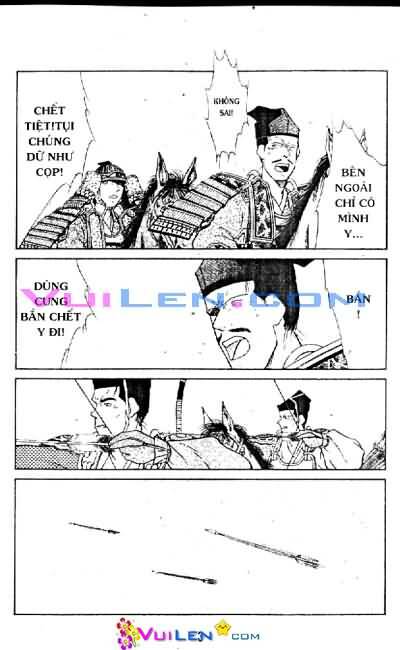 CHẾT
TIỆT!TỤI
CHÚNG
DỮ NHƯ
CỌP!
KHÔNG
SAI!
BÊN
NGOÀI
CHỈ CÓ
MÌNH
Y...
DÙNG
CUNG
BẮN CHẾT
Y ĐI!
BẮN
!
VUILEN.COM
3
VUILEN
.com